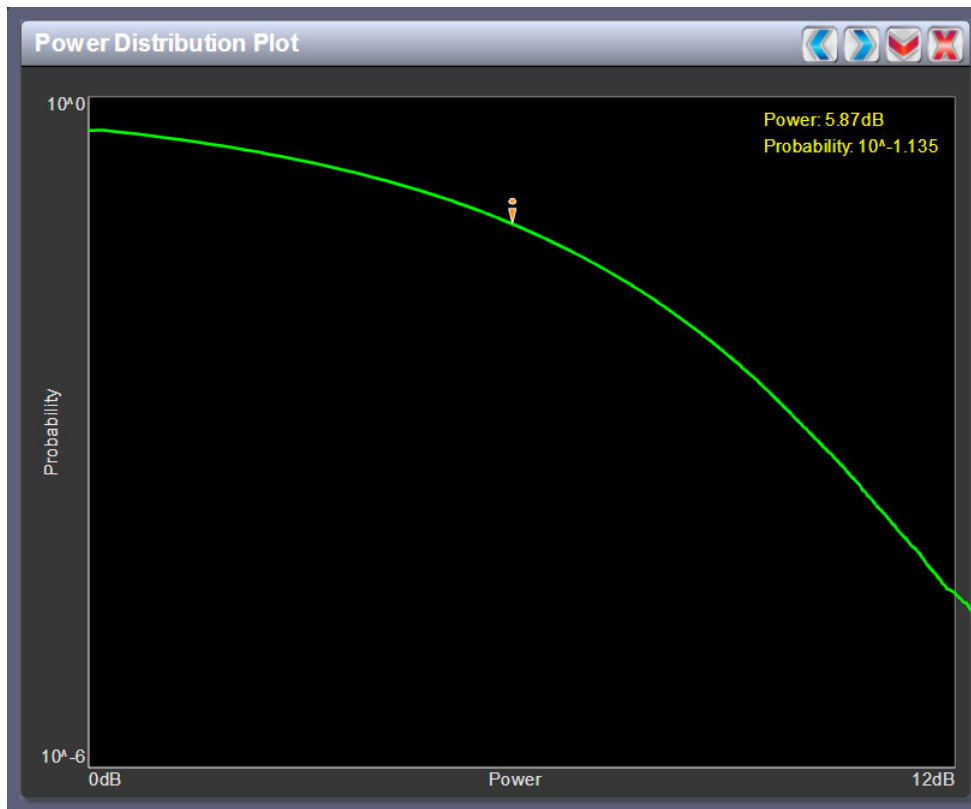 Power Distribution Plot
10^0
Power: 5.87dB
Probability: 10^-1.135
Probability
10^-6
0dB
Power
12dB